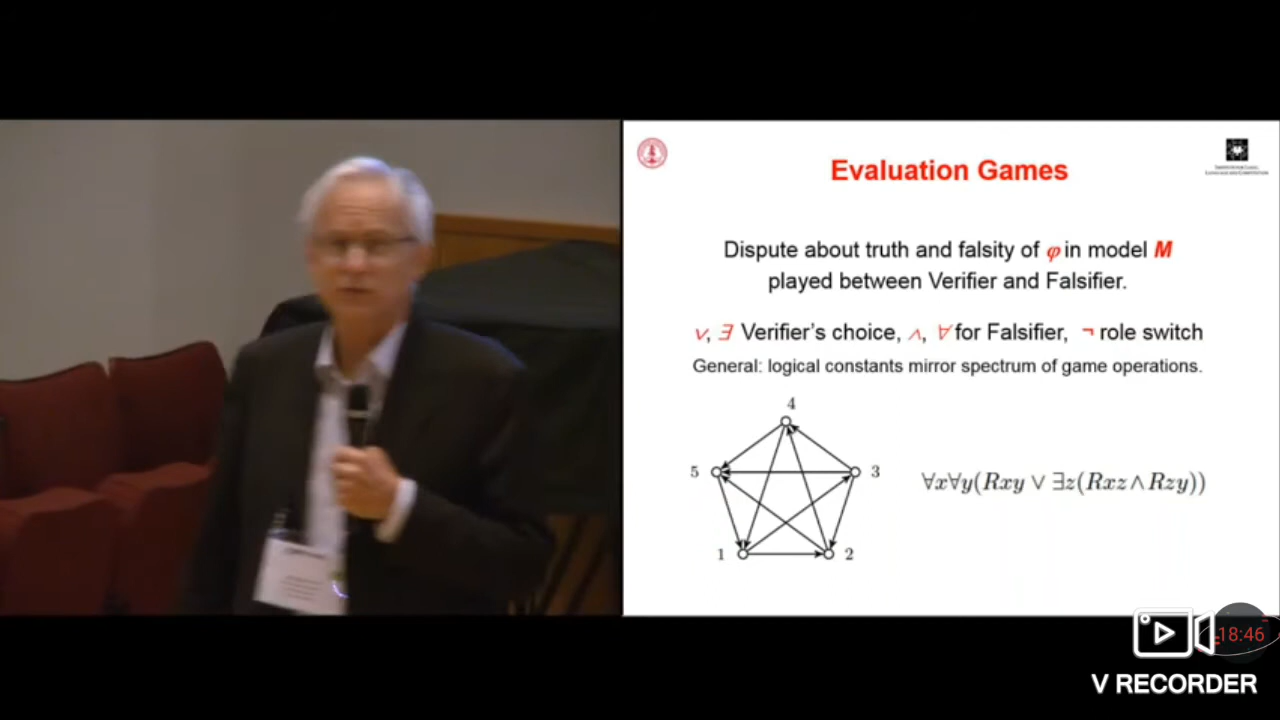 Evaluation Games
Dispute about truth and falsity of φ in model M
played between Verifier and Falsifier.
∨, ∃ Verifier's choice, ∧, ∀ for Falsifier, ¬ role switch
General: logical constants mirror spectrum of game operations.
4
5
3
∀x∀y(Rxy ∨ ∃z(Rxz∧Rzy))
1
2
18:46
V RECORDER